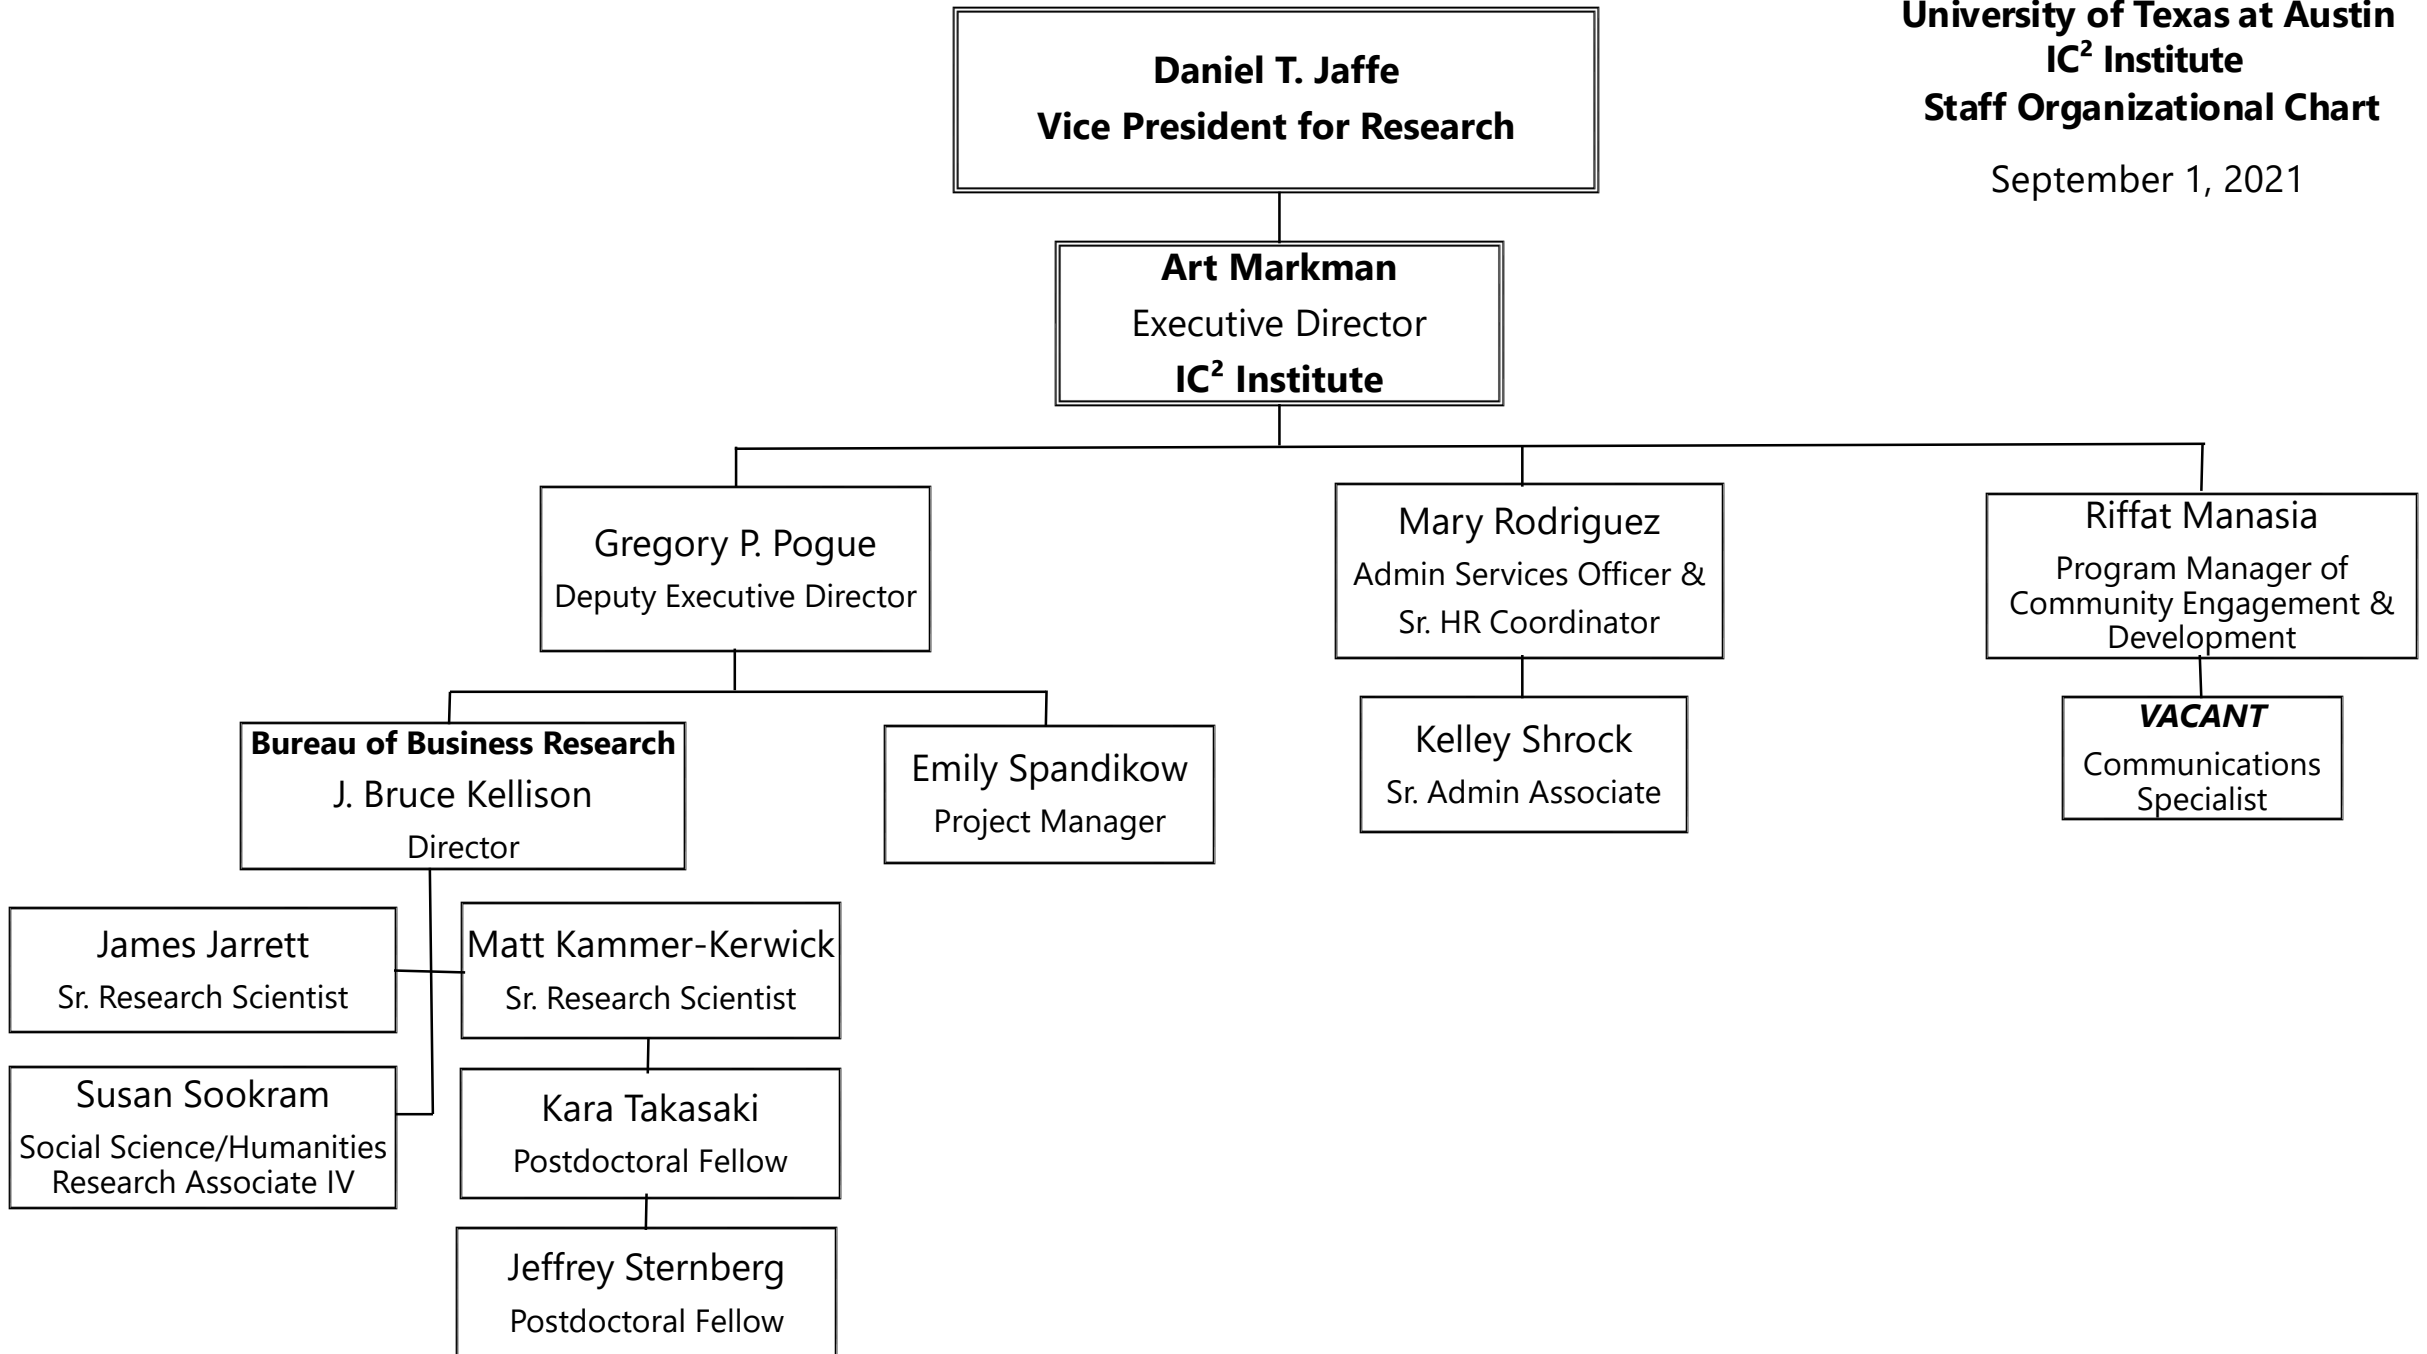 University of Texas at Austin
IC² Institute
Staff Organizational Chart
September 1, 2021
Daniel T. Jaffe
Vice President for Research
Art Markman
Executive Director
IC² Institute
Gregory P. Pogue
Deputy Executive Director
Mary Rodriguez
Admin Services Officer &
Sr. HR Coordinator
Riffat Manasia
Program Manager of
Community Engagement &
Development
Bureau of Business Research
J. Bruce Kellison
Director
Emily Spandikow
Project Manager
Kelley Shrock
Sr. Admin Associate
VACANT
Communications
Specialist
James Jarrett
Sr. Research Scientist
Matt Kammer-Kerwick
Sr. Research Scientist
Susan Sookram
Social Science/Humanities
Research Associate IV
Kara Takasaki
Postdoctoral Fellow
Jeffrey Sternberg
Postdoctoral Fellow